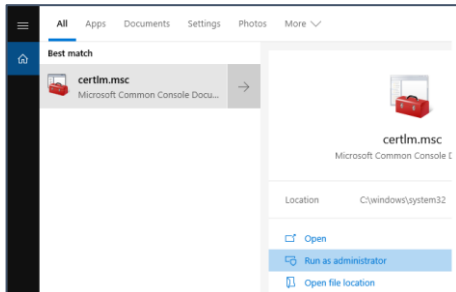 All Apps Documents Settings Photos More
Best match
certlm.msc
Microsoft Common Console Docu...
certlm.msc
Microsoft Common Console D
Location C:\windows\system32
Open
Run as administrator
Open file location